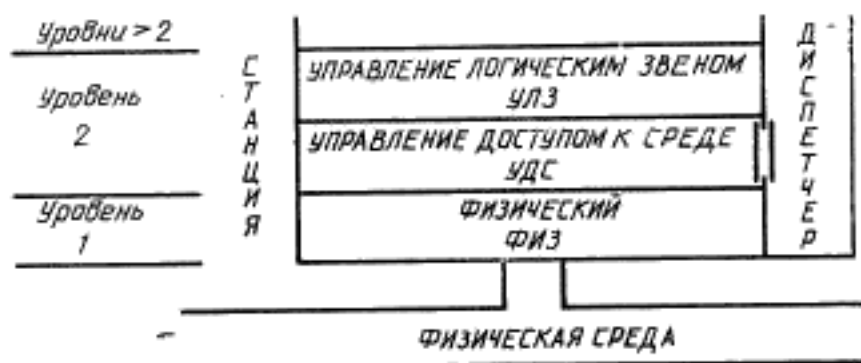 Уровни > 2
Уровень
2
Уровень
1
СТАНЦИЯ
УПРАВЛЕНИЕ ЛОГИЧЕСКИМ ЗВЕНОМ
УЛЗ
УПРАВЛЕНИЕ ДОСТУПОМ К СРЕДЕ
УДС
ФИЗИЧЕСКИЙ
ФИЗ
ДИСПЕТЧЕР
ФИЗИЧЕСКАЯ СРЕДА